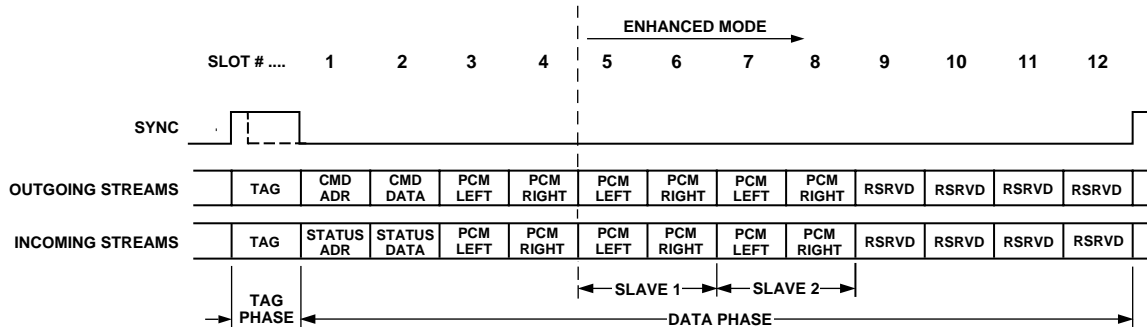 ENHANCED MODE
SLOT # .... 1 2 3 4 5 6 7 8 9 10 11 12
SYNC
OUTGOING STREAMS TAG CMD ADR CMD DATA PCM LEFT PCM RIGHT PCM LEFT PCM RIGHT PCM LEFT PCM RIGHT RSRVD RSRVD RSRVD RSRVD
INCOMING STREAMS TAG STATUS ADR STATUS DATA PCM LEFT PCM RIGHT PCM LEFT PCM RIGHT PCM LEFT PCM RIGHT RSRVD RSRVD RSRVD RSRVD
SLAVE 1 SLAVE 2
TAG PHASE
DATA PHASE